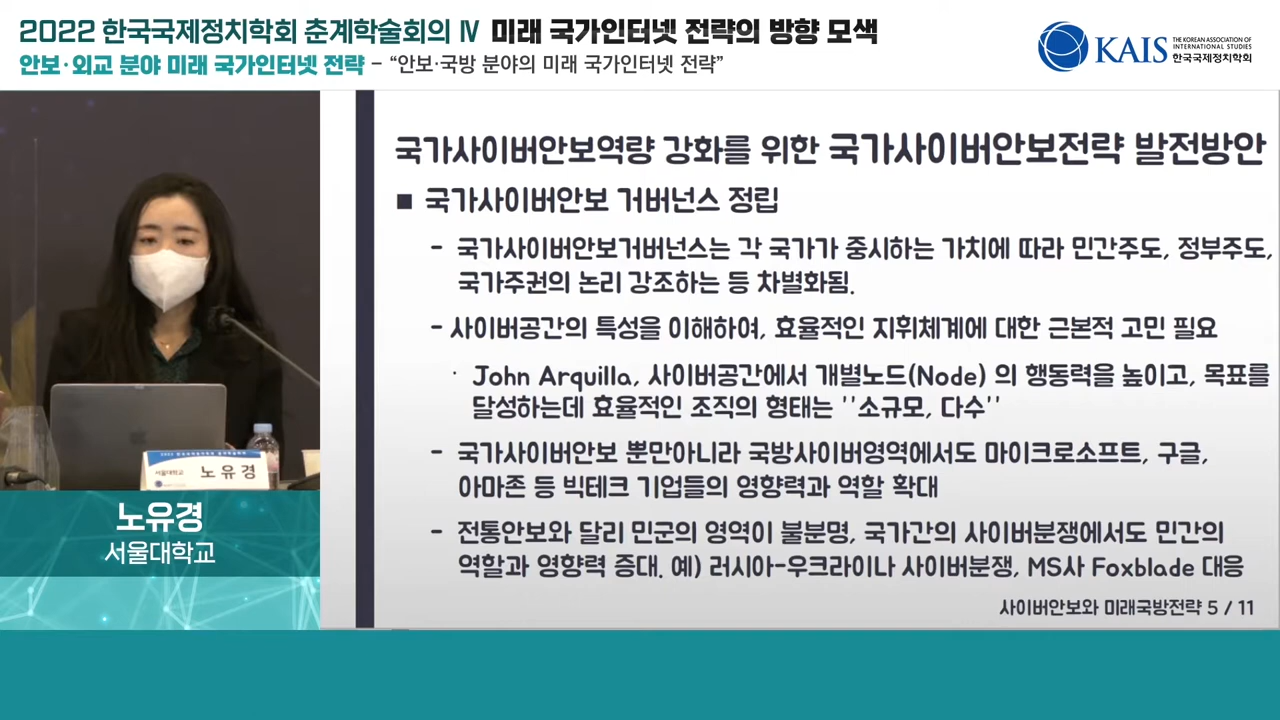 2022 한국국제정치학회 춘계학술회의 Ⅳ 미래 국가인터넷 전략의 방향 모색
안보·외교 분야 미래 국가인터넷 전략 – “안보·국방 분야의 미래 국가인터넷 전략”
KAIS
THE KOREAN ASSOCIATION OF
INTERNATIONAL STUDIES
한국국제정치학회
국가사이버안보역량 강화를 위한 국가사이버안보전략 발전방안
■ 국가사이버안보 거버넌스 정립
- 국가사이버안보거버넌스는 각 국가가 중시하는 가치에 따라 민간주도, 정부주도,
국가주권의 논리 강조하는 등 차별화됨.
- 사이버공간의 특성을 이해하여, 효율적인 지휘체계에 대한 근본적 고민 필요
· John Arquilla, 사이버공간에서 개별노드(Node) 의 행동력을 높이고, 목표를
달성하는데 효율적인 조직의 형태는 ''소규모, 다수''
- 국가사이버안보 뿐만아니라 국방사이버영역에서도 마이크로소프트, 구글,
아마존 등 빅테크 기업들의 영향력과 역할 확대
- 전통안보와 달리 민군의 영역이 불분명, 국가간의 사이버분쟁에서도 민간의
역할과 영향력 증대. 예) 러시아-우크라이나 사이버분쟁, MS사 Foxblade 대응
사이버안보와 미래국방전략 5 / 11
서울대학교 노유경
노유경
서울대학교